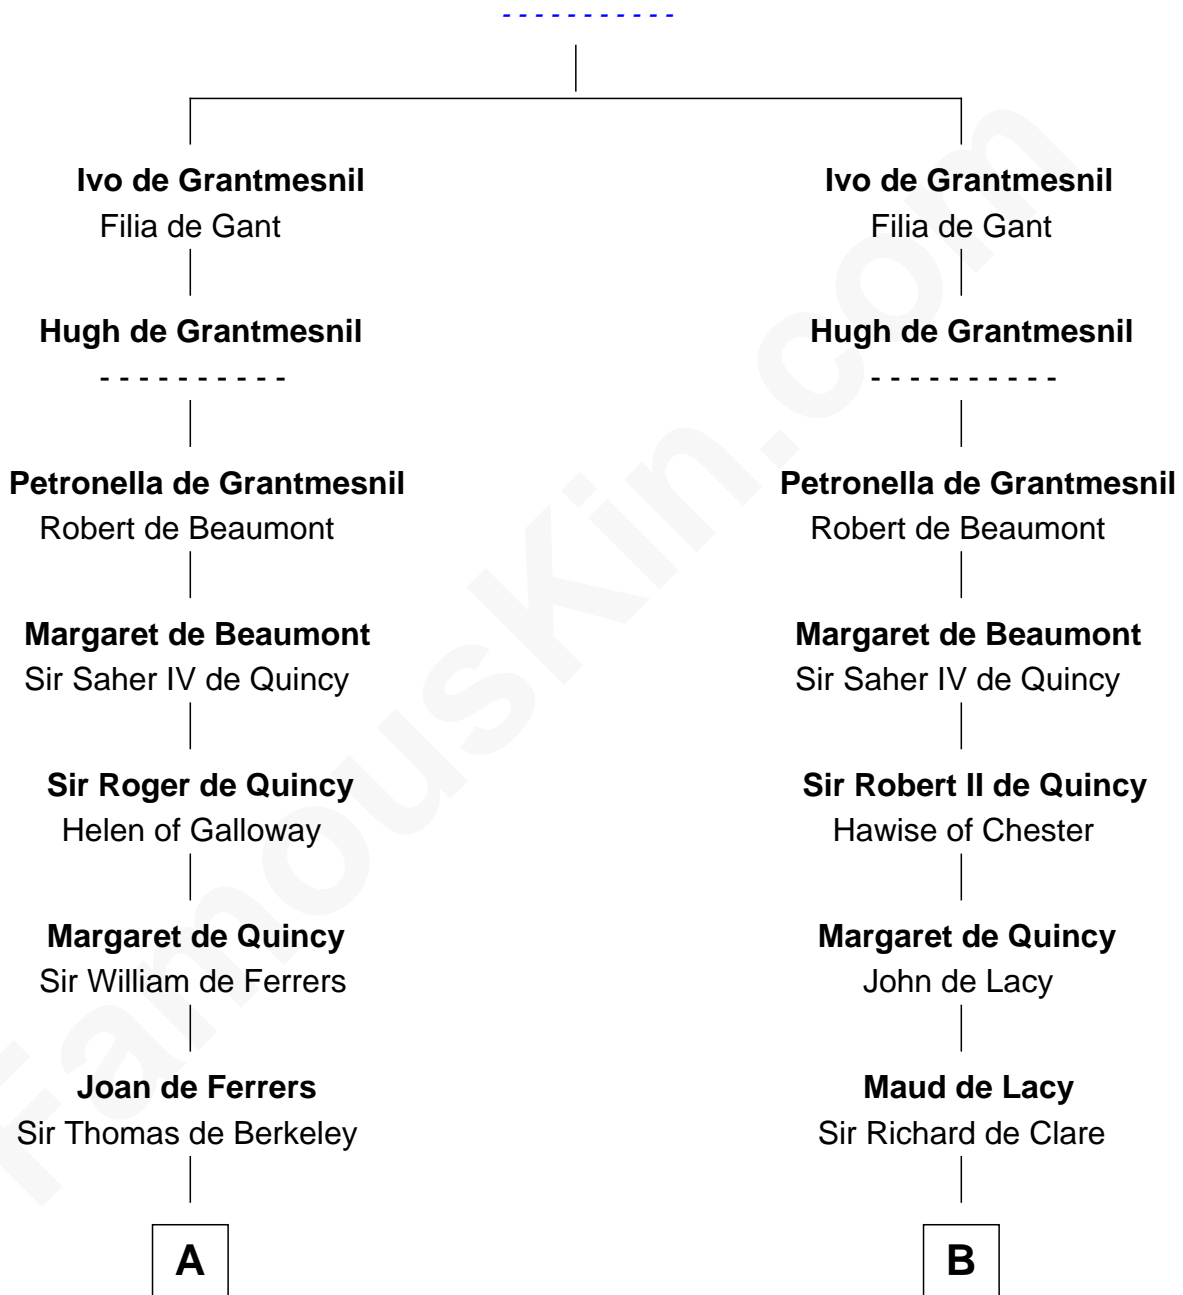 - - - - - - - - - - -
Ivo de Grantmesnil
Filia de Gant
Hugh de Grantmesnil
- - - - - - - - - -
Petronella de Grantmesnil
Robert de Beaumont
Margaret de Beaumont
Sir Saher IV de Quincy
Sir Roger de Quincy
Helen of Galloway
Margaret de Quincy
Sir William de Ferrers
Joan de Ferrers
Sir Thomas de Berkeley
A
Ivo de Grantmesnil
Filia de Gant
Hugh de Grantmesnil
- - - - - - - - - -
Petronella de Grantmesnil
Robert de Beaumont
Margaret de Beaumont
Sir Saher IV de Quincy
Sir Robert II de Quincy
Hawise of Chester
Margaret de Quincy
John de Lacy
Maud de Lacy
Sir Richard de Clare
B
FamousKin.com